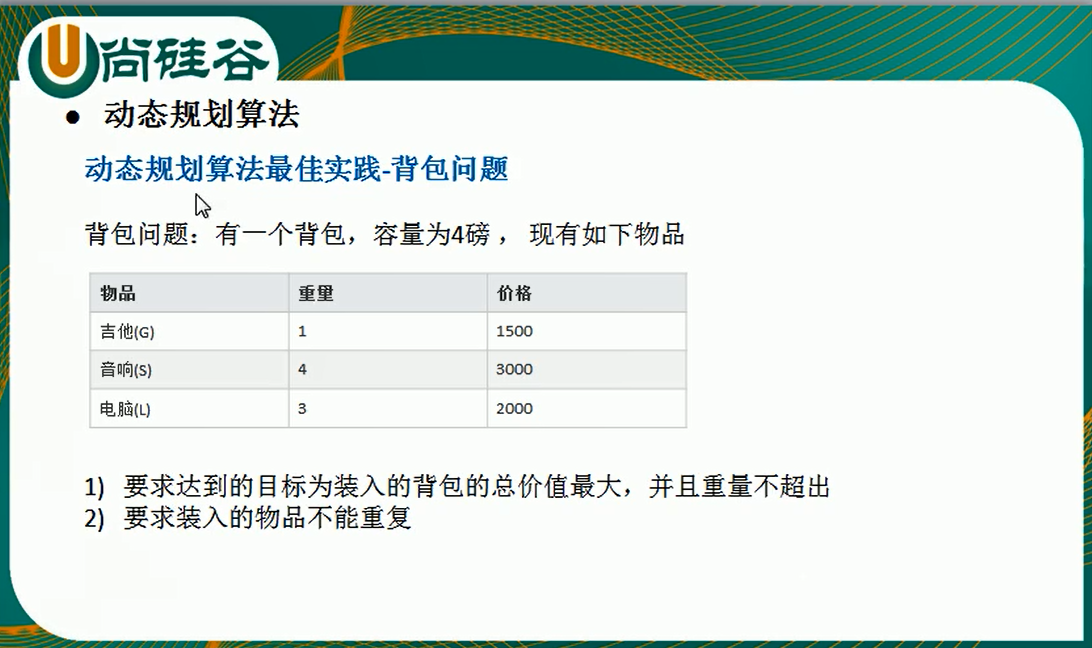 尚硅谷
● 动态规划算法
动态规划算法最佳实践-背包问题
背包问题：有一个背包，容量为4磅 ， 现有如下物品
物品 重量 价格
吉他(G) 1 1500
音响(S) 4 3000
电脑(L) 3 2000
1) 要求达到的目标为装入的背包的总价值最大，并且重量不超出
2) 要求装入的物品不能重复